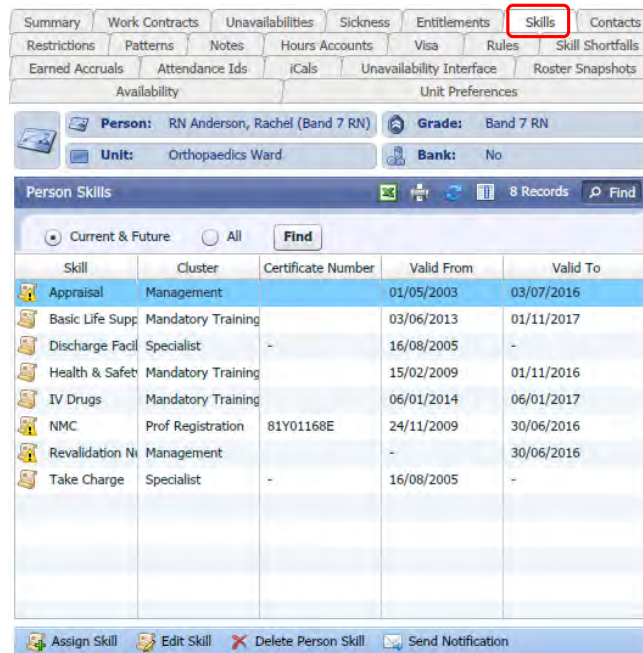 Summary Work Contracts Unavailabilities Sickness Entitlements Skills Contacts
Restrictions Patterns Notes Hours Accounts Visa Rules Skill Shortfalls
Earned Accruals Attendance Ids iCals Unavailability Interface Roster Snapshots
Availability Unit Preferences
Person: RN Anderson, Rachel (Band 7 RN) Grade: Band 7 RN
Unit: Orthopaedics Ward Bank: No
Person Skills 8 Records Find
Current & Future All Find
Skill Cluster Certificate Number Valid From Valid To
Appraisal Management 01/05/2003 03/07/2016
Basic Life Supp Mandatory Training 03/06/2013 01/11/2017
Discharge Facil Specialist - 16/08/2005 -
Health & Safet Mandatory Training 15/02/2009 01/11/2016
IV Drugs Mandatory Training 06/01/2014 06/01/2017
NMC Prof Registration 81Y01168E 24/11/2009 30/06/2016
Revalidation Nu Management - 30/06/2016
Take Charge Specialist - 16/08/2005 -
Assign Skill Edit Skill Delete Person Skill Send Notification